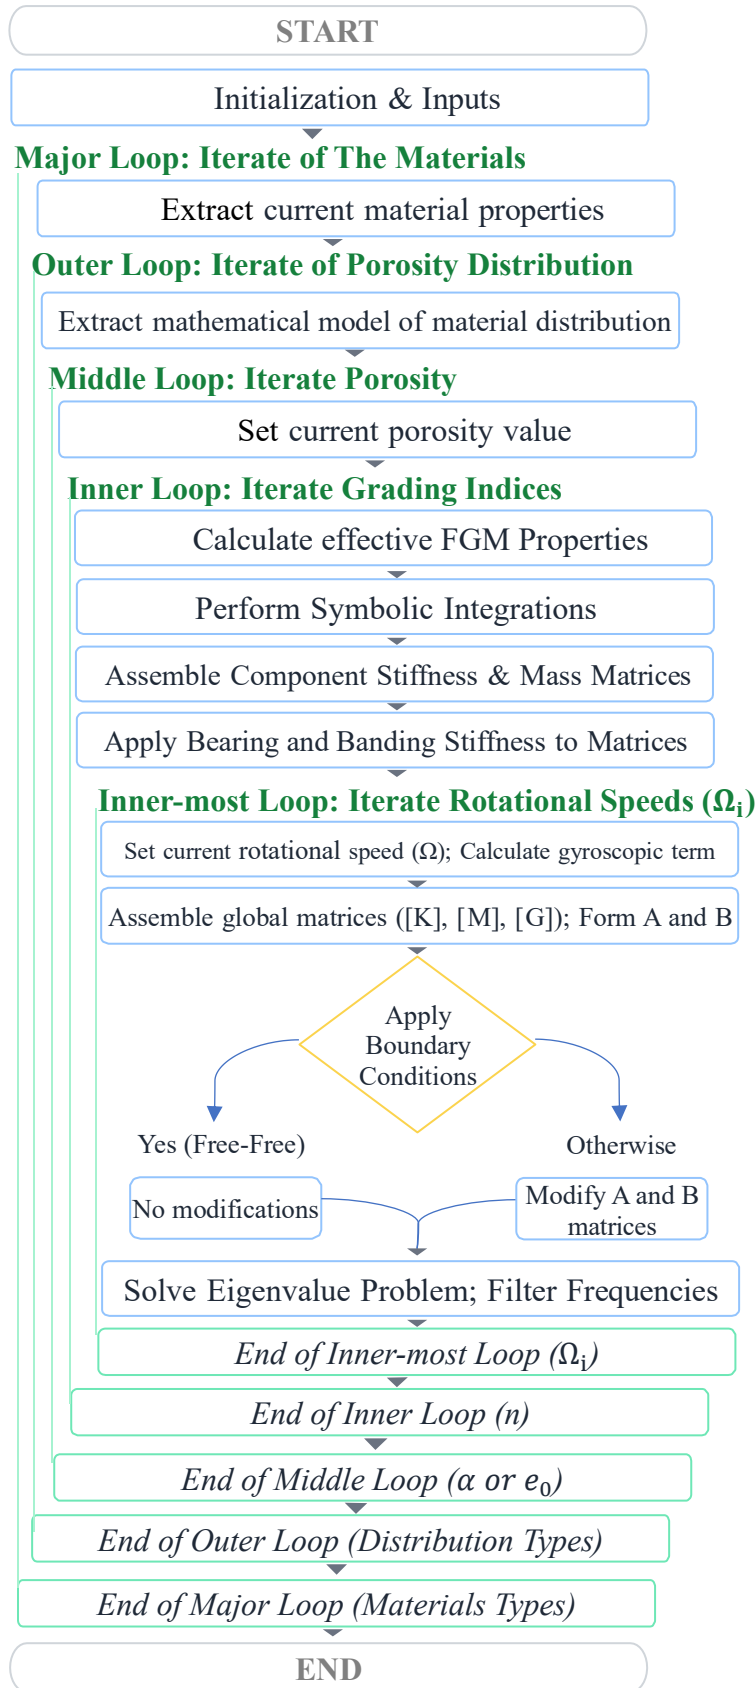 START
Initialization & Inputs
Major Loop: Iterate of The Materials
Extract current material properties
Outer Loop: Iterate of Porosity Distribution
Extract mathematical model of material distribution
Middle Loop: Iterate Porosity
Set current porosity value
Inner Loop: Iterate Grading Indices
Calculate effective FGM Properties
Perform Symbolic Integrations
Assemble Component Stiffness & Mass Matrices
Apply Bearing and Banding Stiffness to Matrices
Inner-most Loop: Iterate Rotational Speeds (Ωᵢ)
Set current rotational speed (Ω); Calculate gyroscopic term
Assemble global matrices ([K], [M], [G]); Form A and B
Apply
Boundary
Conditions
Yes (Free-Free)
Otherwise
No modifications
Modify A and B
matrices
Solve Eigenvalue Problem; Filter Frequencies
End of Inner-most Loop (Ωᵢ)
End of Inner Loop (n)
End of Middle Loop (α or e₀)
End of Outer Loop (Distribution Types)
End of Major Loop (Materials Types)
END